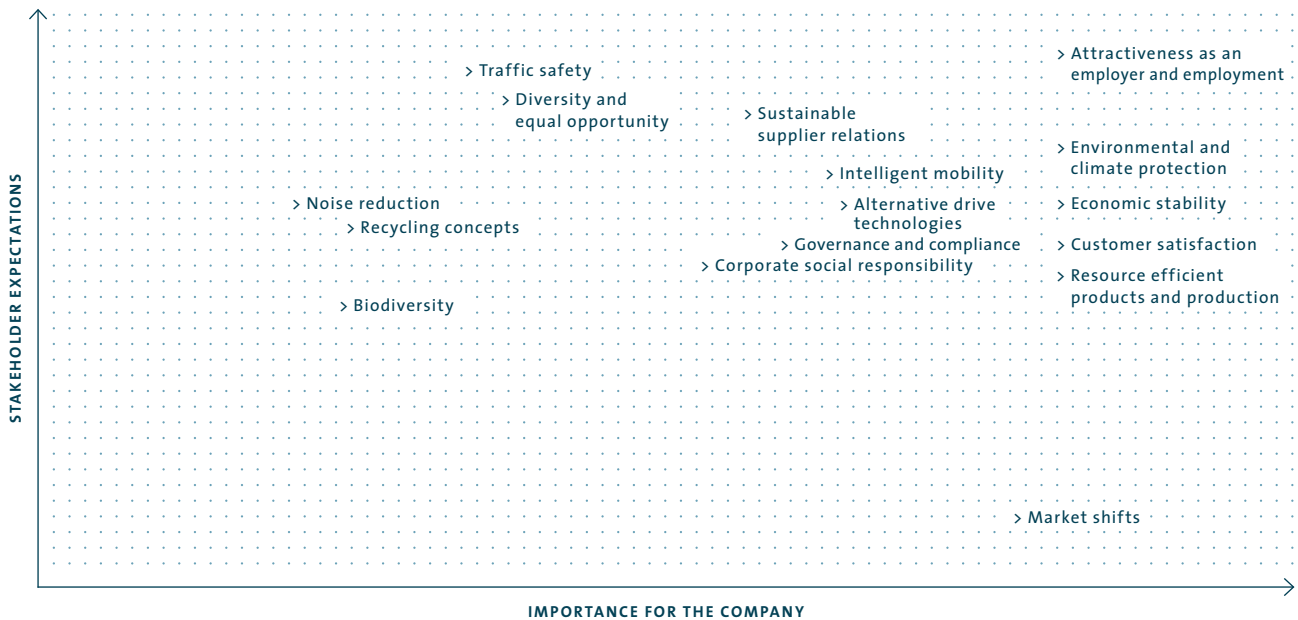 > Attractiveness as an
employer and employment
> Traffic safety
> Diversity and
equal opportunity
> Sustainable
supplier relations
> Environmental and
climate protection
> Intelligent mobility
> Noise reduction
> Alternative drive
technologies
> Economic stability
> Recycling concepts
> Governance and compliance
> Customer satisfaction
> Corporate social responsibility
> Resource efficient
products and production
> Biodiversity
> Market shifts
STAKEHOLDER EXPECTATIONS
IMPORTANCE FOR THE COMPANY